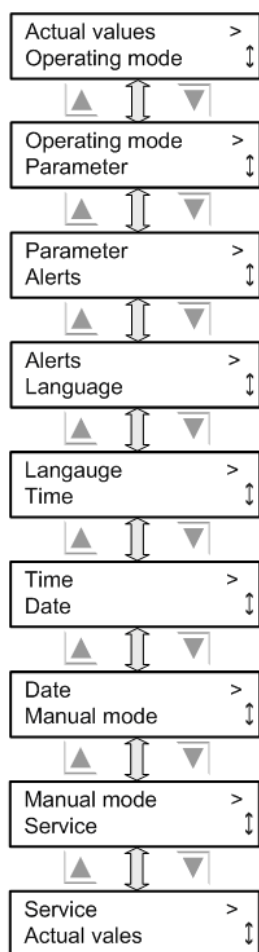 Actual values >
Operating mode ↕
Operating mode >
Parameter ↕
Parameter >
Alerts ↕
Alerts >
Language ↕
Langauge >
Time ↕
Time >
Date ↕
Date >
Manual mode ↕
Manual mode >
Service ↕
Service >
Actual vales ↕